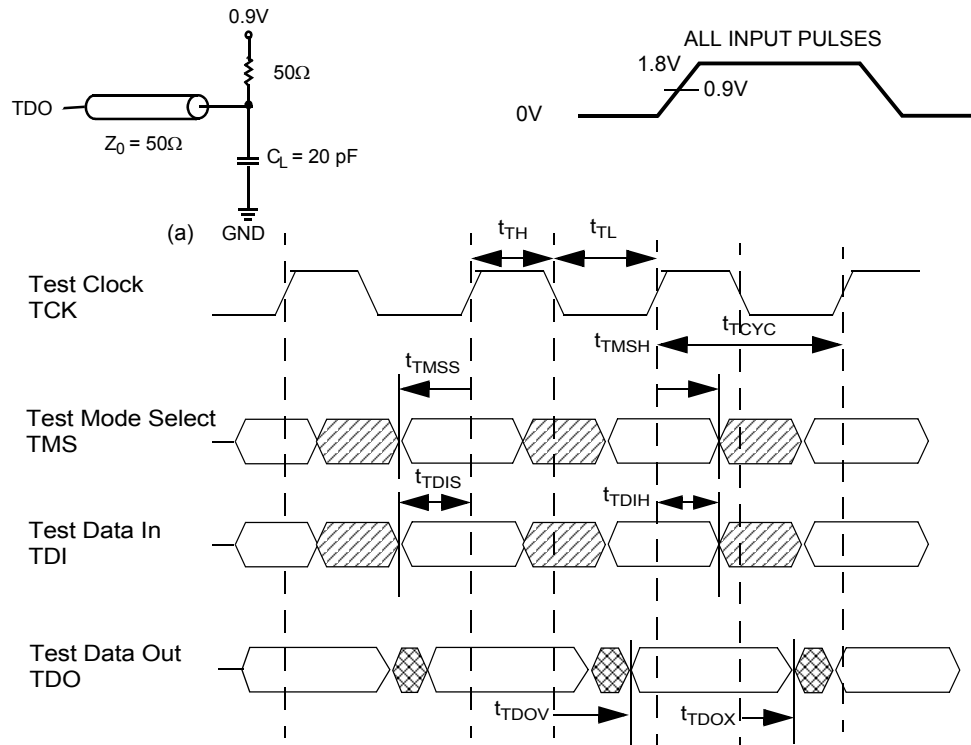 0.9V
50Ω
TDO
Z0 = 50Ω
CL = 20 pF
(a)
GND
ALL INPUT PULSES
1.8V
0.9V
0V
tTH
tTL
Test Clock
TCK
tTCYC
tTMSH
tTMSS
Test Mode Select
TMS
tTDIS
tTDIH
Test Data In
TDI
Test Data Out
TDO
tTDOV
tTDOX